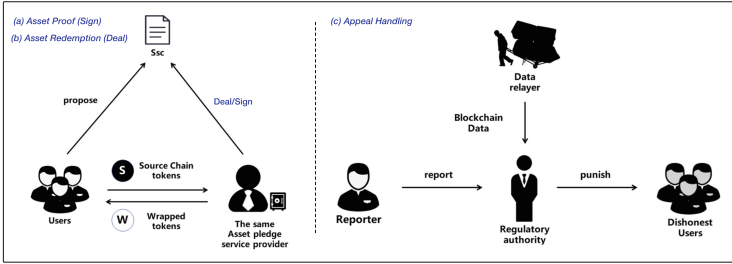 (a) Asset Proof (Sign)
(b) Asset Redemption (Deal)
Ssc
propose
Deal/Sign
S
Source Chain
tokens
W
Wrapped
tokens
Users
The same
Asset pledge
service provider
(c) Appeal Handling
Data
relayer
Blockchain
Data
report
punish
Reporter
Regulatory
authority
Dishonest
Users